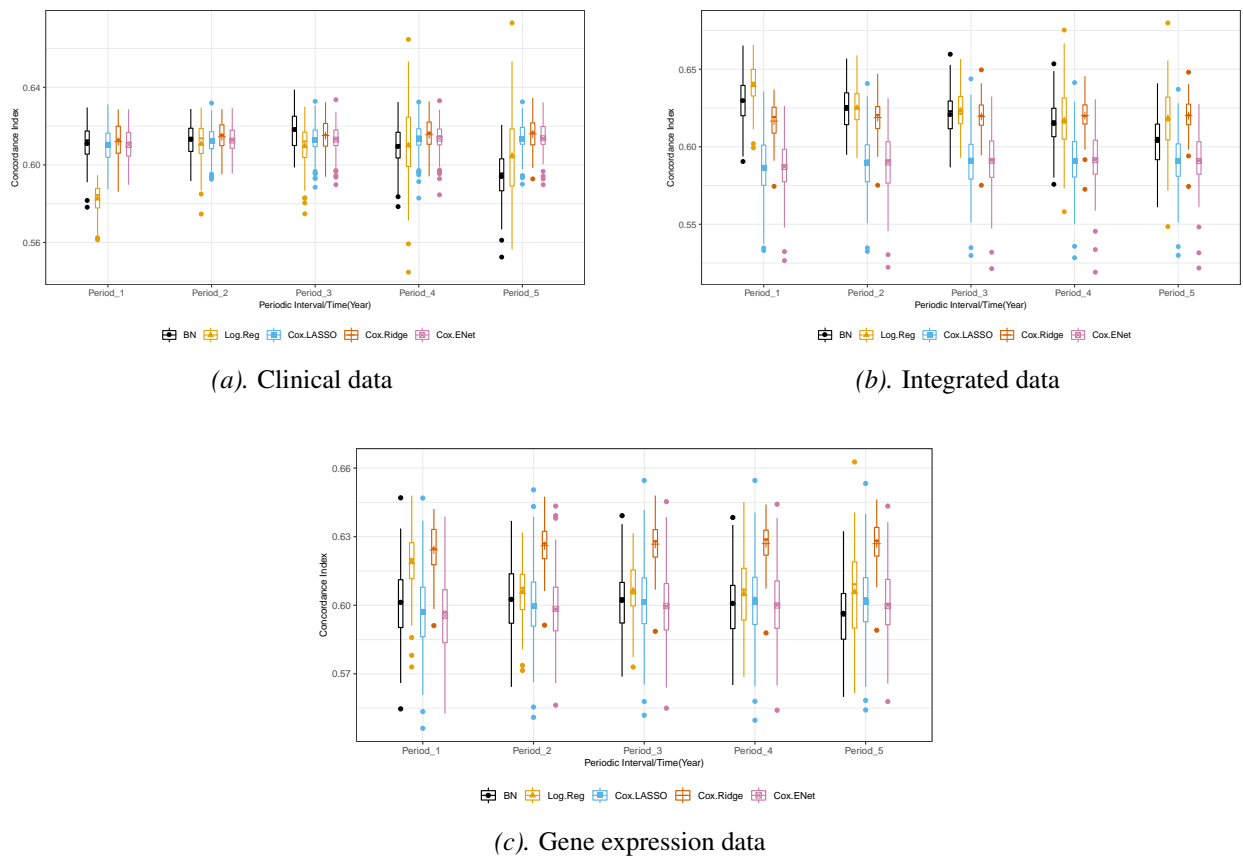 0.64
0.60
0.56
Concordance Index
Period_1 Period_2 Period_3 Period_4 Period_5
Periodic Interval/Time(Year)
BN Log.Reg Cox.LASSO Cox.Ridge Cox.ENet
(a). Clinical data
0.65
0.60
0.55
Concordance Index
Period_1 Period_2 Period_3 Period_4 Period_5
Periodic Interval/Time(Year)
BN Log.Reg Cox.LASSO Cox.Ridge Cox.ENet
(b). Integrated data
0.66
0.63
0.60
0.57
Concordance Index
Period_1 Period_2 Period_3 Period_4 Period_5
Periodic Interval/Time(Year)
BN Log.Reg Cox.LASSO Cox.Ridge Cox.ENet
(c). Gene expression data